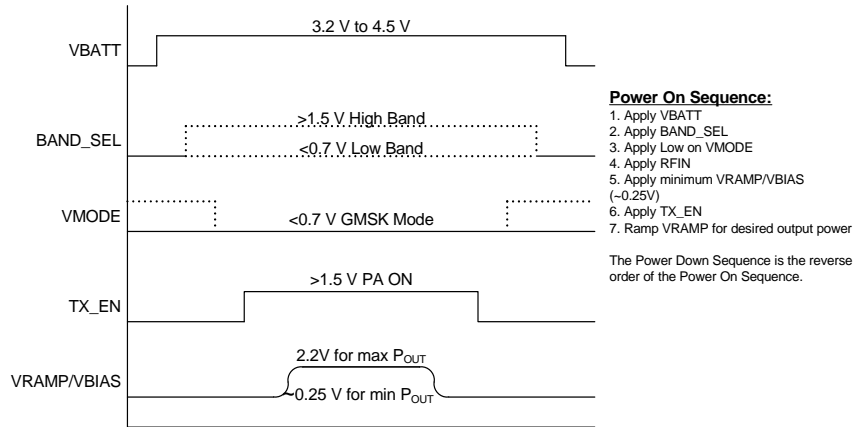 3.2 V to 4.5 V
VBATT
>1.5 V High Band
BAND_SEL
<0.7 V Low Band
VMODE
<0.7 V GMSK Mode
>1.5 V PA ON
TX_EN
2.2V for max POUT
VRAMP/VBIAS
~0.25 V for min POUT
Power On Sequence:
1. Apply VBATT
2. Apply BAND_SEL
3. Apply Low on VMODE
4. Apply RFIN
5. Apply minimum VRAMP/VBIAS
(~0.25V)
6. Apply TX_EN
7. Ramp VRAMP for desired output power
The Power Down Sequence is the reverse
order of the Power On Sequence.